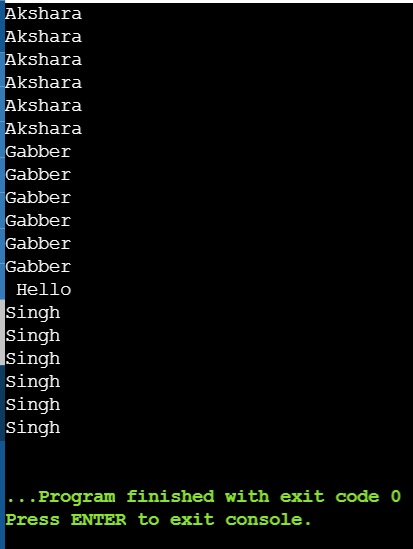 Akshara
Akshara
Akshara
Akshara
Akshara
Akshara
Gabber
Gabber
Gabber
Gabber
Gabber
Gabber
 Hello
Singh
Singh
Singh
Singh
Singh
Singh
...Program finished with exit code 0
Press ENTER to exit console.